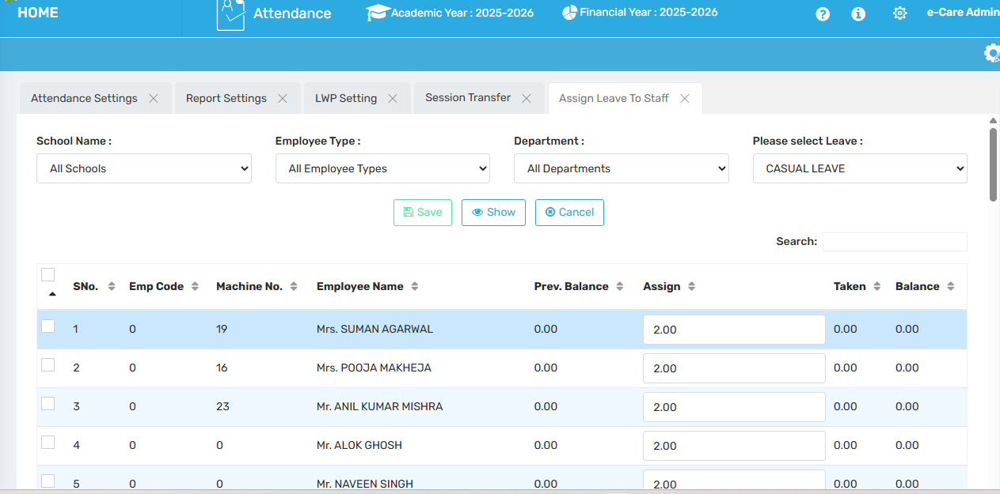 HOME
Attendance
Academic Year : 2025-2026
Financial Year : 2025-2026
e-Care Admin
Attendance Settings
Report Settings
LWP Setting
Session Transfer
Assign Leave To Staff
School Name :
Employee Type :
Department :
Please select Leave :
All Schools
All Employee Types
All Departments
CASUAL LEAVE
Save
Show
Cancel
Search:
SNo. Emp Code Machine No. Employee Name Prev. Balance Assign Taken Balance
1 0 19 Mrs. SUMAN AGARWAL 0.00 2.00 0.00 0.00
2 0 16 Mrs. POOJA MAKHEJA 0.00 2.00 0.00 0.00
3 0 23 Mr. ANIL KUMAR MISHRA 0.00 2.00 0.00 0.00
4 0 0 Mr. ALOK GHOSH 0.00 2.00 0.00 0.00
5 0 0 Mr. NAVEEN SINGH 0.00 2.00 0.00 0.00